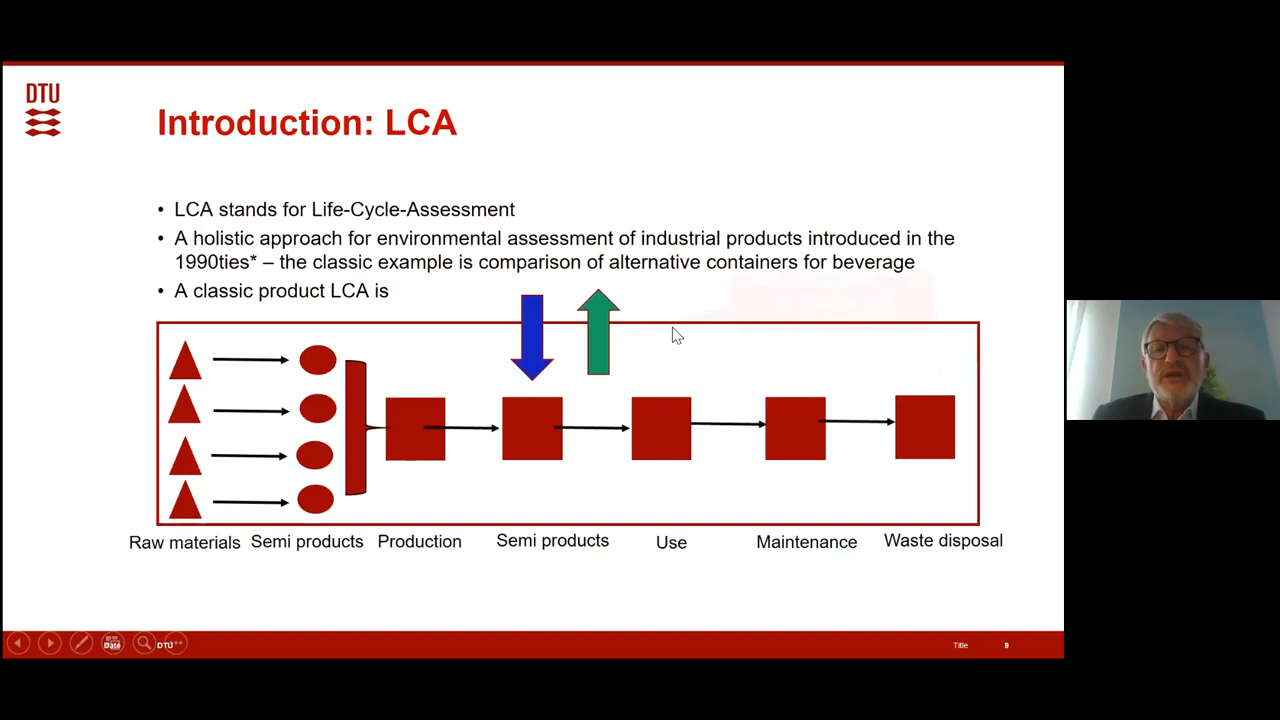 DTU
Introduction: LCA
• LCA stands for Life-Cycle-Assessment
• A holistic approach for environmental assessment of industrial products introduced in the
1990ties* – the classic example is comparison of alternative containers for beverage
• A classic product LCA is
Raw materials Semi products Production Semi products Use Maintenance Waste disposal
Date DTU Title 9